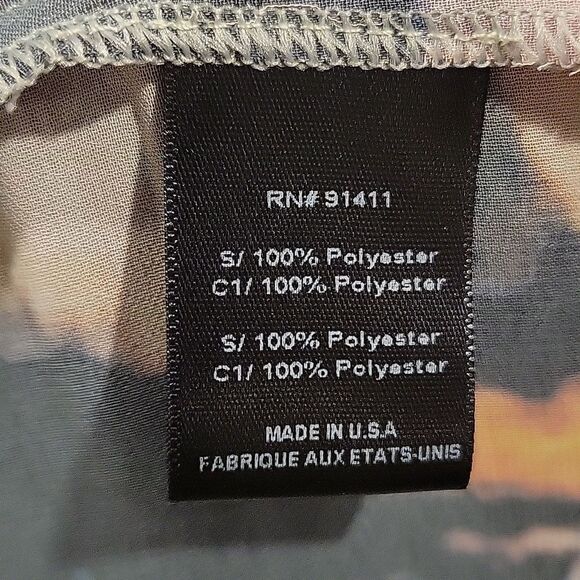 RN# 91411
S/ 100% Polyester
C1/ 100% Polyester
S/ 100% Polyester
C1/ 100% Polyester
MADE IN U.S.A
FABRIQUE AUX ETATS-UNIS